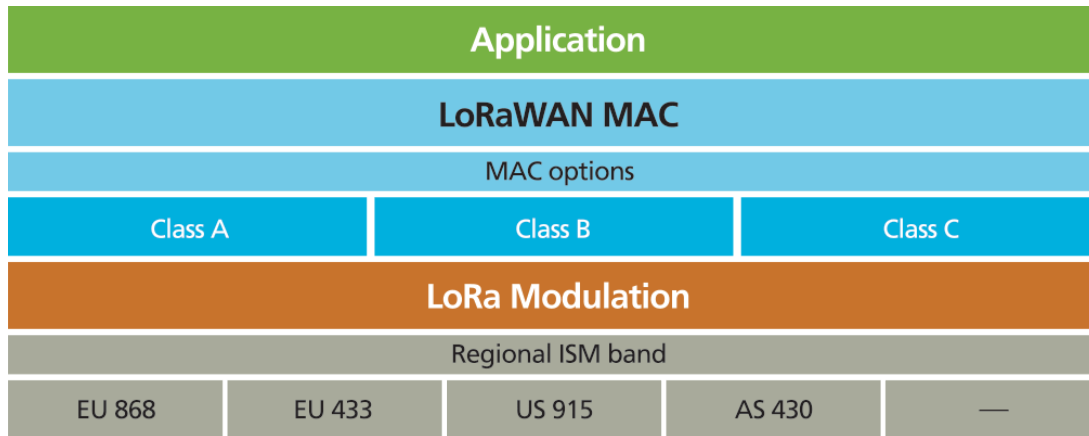 Application
LoRaWAN MAC
MAC options
Class A Class B Class C
LoRa Modulation
Regional ISM band
EU 868 EU 433 US 915 AS 430 —